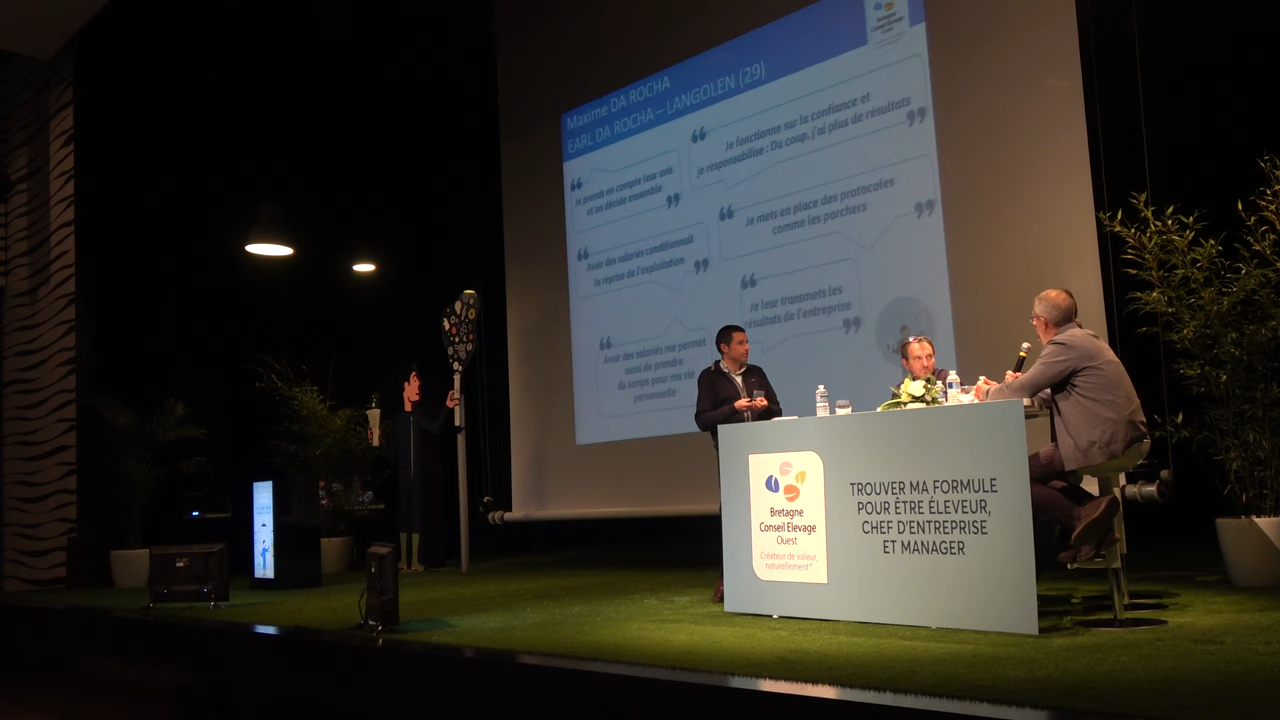 Bretagne
Conseil Elevage
Ouest
Maxime DA ROCHA
EARL DA ROCHA – LANGOLEN (29)
“ Je fonctionne sur la confiance et
je responsabilise : Du coup, j'ai plus de résultats ”
“ Je prends en compte leur avis
et on décide ensemble ”
“ Je mets en place des protocoles
comme les porchers ”
“ Avoir des salariés conditionnait
la reprise de l'exploitation ”
“ Je leur transmets les
résultats de l'entreprise ”
“ Avoir des salariés me permet
aussi de prendre
du temps pour ma vie
personnelle
Bretagne
Conseil Elevage
Ouest
Créateur de valeur,
naturellement®
TROUVER MA FORMULE
POUR ÊTRE ÉLEVEUR,
CHEF D'ENTREPRISE
ET MANAGER